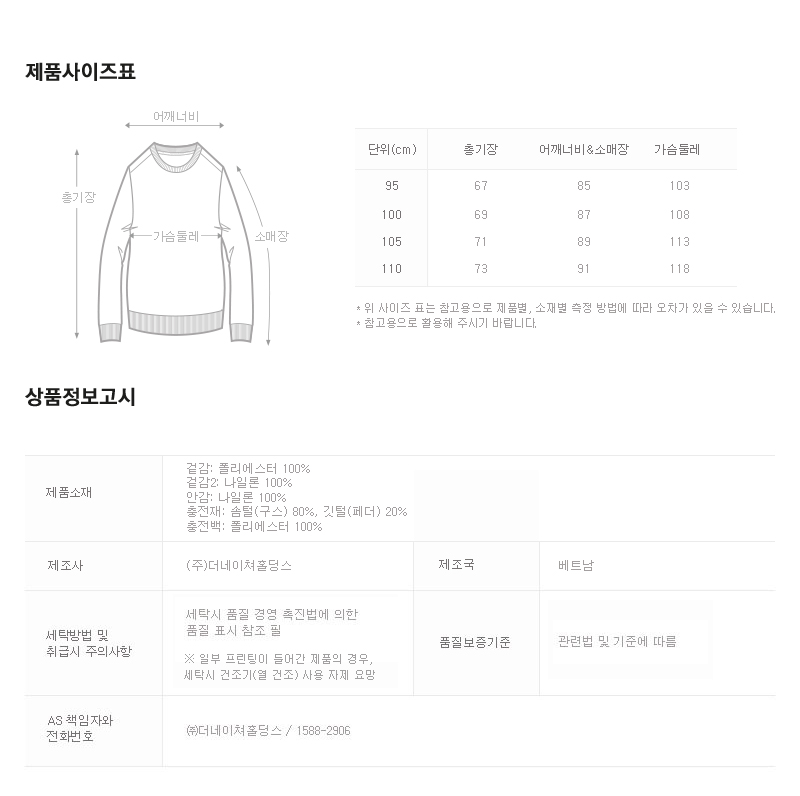 제품사이즈표
어깨너비
총기장
가슴둘레
소매장
단위(cm) 총기장 어깨너비&소매장 가슴둘레
95 67 85 103
100 69 87 108
105 71 89 113
110 73 91 118
* 위 사이즈 표는 참고용으로 제품별, 소재별 측정 방법에 따라 오차가 있을 수 있습니다.
* 참고용으로 활용해 주시기 바랍니다.
상품정보고시
제품소재
겉감: 폴리에스터 100%
겉감2: 나일론 100%
안감: 나일론 100%
충전재: 솜털(구스) 80%, 깃털(페더) 20%
충전백: 폴리에스터 100%
제조사 (주)더네이쳐홀딩스 제조국 베트남
세탁방법 및
취급시 주의사항
세탁시 품질 경영 촉진법에 의한
품질 표시 참조 필
※ 일부 프린팅이 들어간 제품의 경우,
세탁시 건조기(열 건조) 사용 자제 요망
품질보증기준 관련법 및 기준에 따름
AS 책임자와
전화번호
㈜더네이쳐홀딩스 / 1588-2906